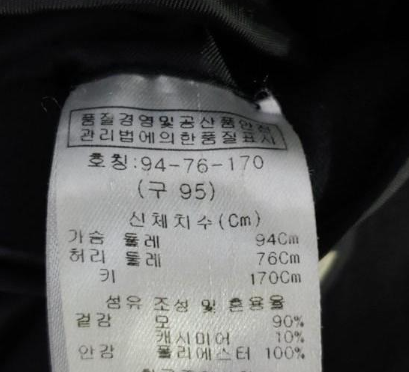 품질경영및공산품안전
관리법에의한품질표시
호칭:94-76-170
(구 95)
신체치수(Cm)
가슴 둘레 94Cm
허리 둘레 76Cm
키 170Cm
섬유 조성 및 혼용율
겉감 모 90%
캐시미어 10%
안감 폴리에스터 100%